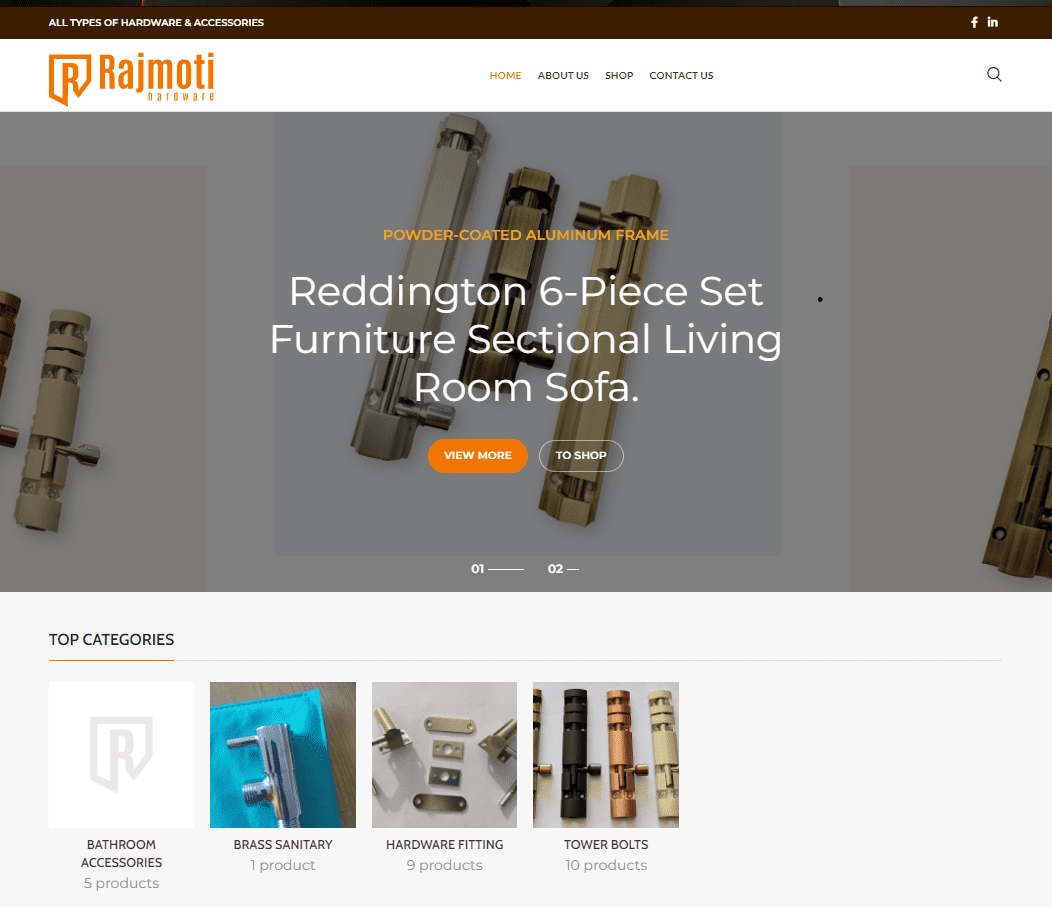 ALL TYPES OF HARDWARE & ACCESSORIES
Rajmoti
hardware
HOME ABOUT US SHOP CONTACT US
POWDER-COATED ALUMINUM FRAME
Reddington 6-Piece Set
Furniture Sectional Living
Room Sofa.
VIEW MORE TO SHOP
01 02
TOP CATEGORIES
BATHROOM
ACCESSORIES
5 products
BRASS SANITARY
1 product
HARDWARE FITTING
9 products
TOWER BOLTS
10 products